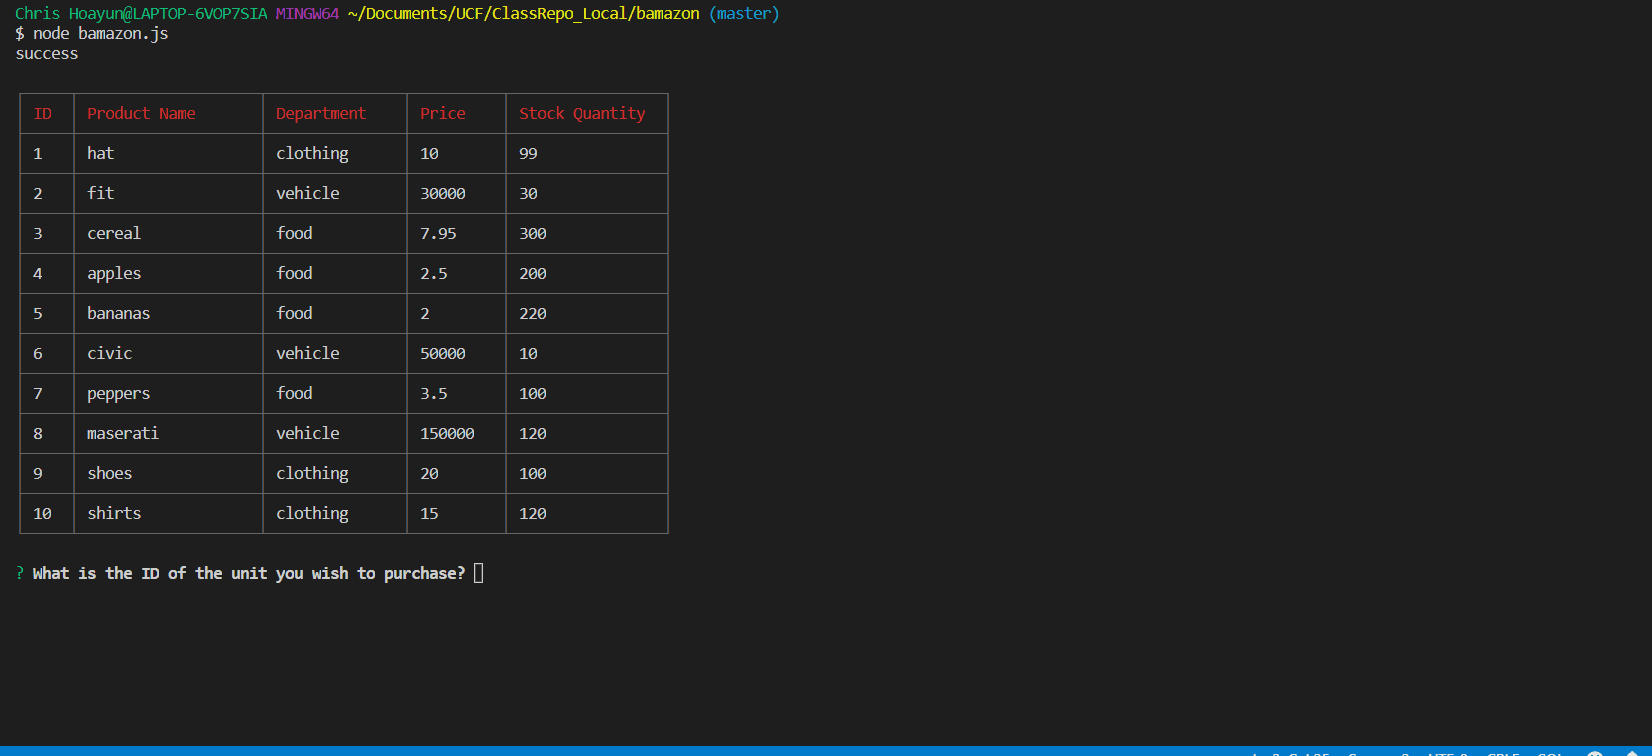 Chris Hoayun@LAPTOP-6VOP7SIA MINGW64 ~/Documents/UCF/ClassRepo_Local/bamazon (master)
$ node bamazon.js
success
ID Product Name Department Price Stock Quantity
1 hat clothing 10 99
2 fit vehicle 30000 30
3 cereal food 7.95 300
4 apples food 2.5 200
5 bananas food 2 220
6 civic vehicle 50000 10
7 peppers food 3.5 100
8 maserati vehicle 150000 120
9 shoes clothing 20 100
10 shirts clothing 15 120
? What is the ID of the unit you wish to purchase?